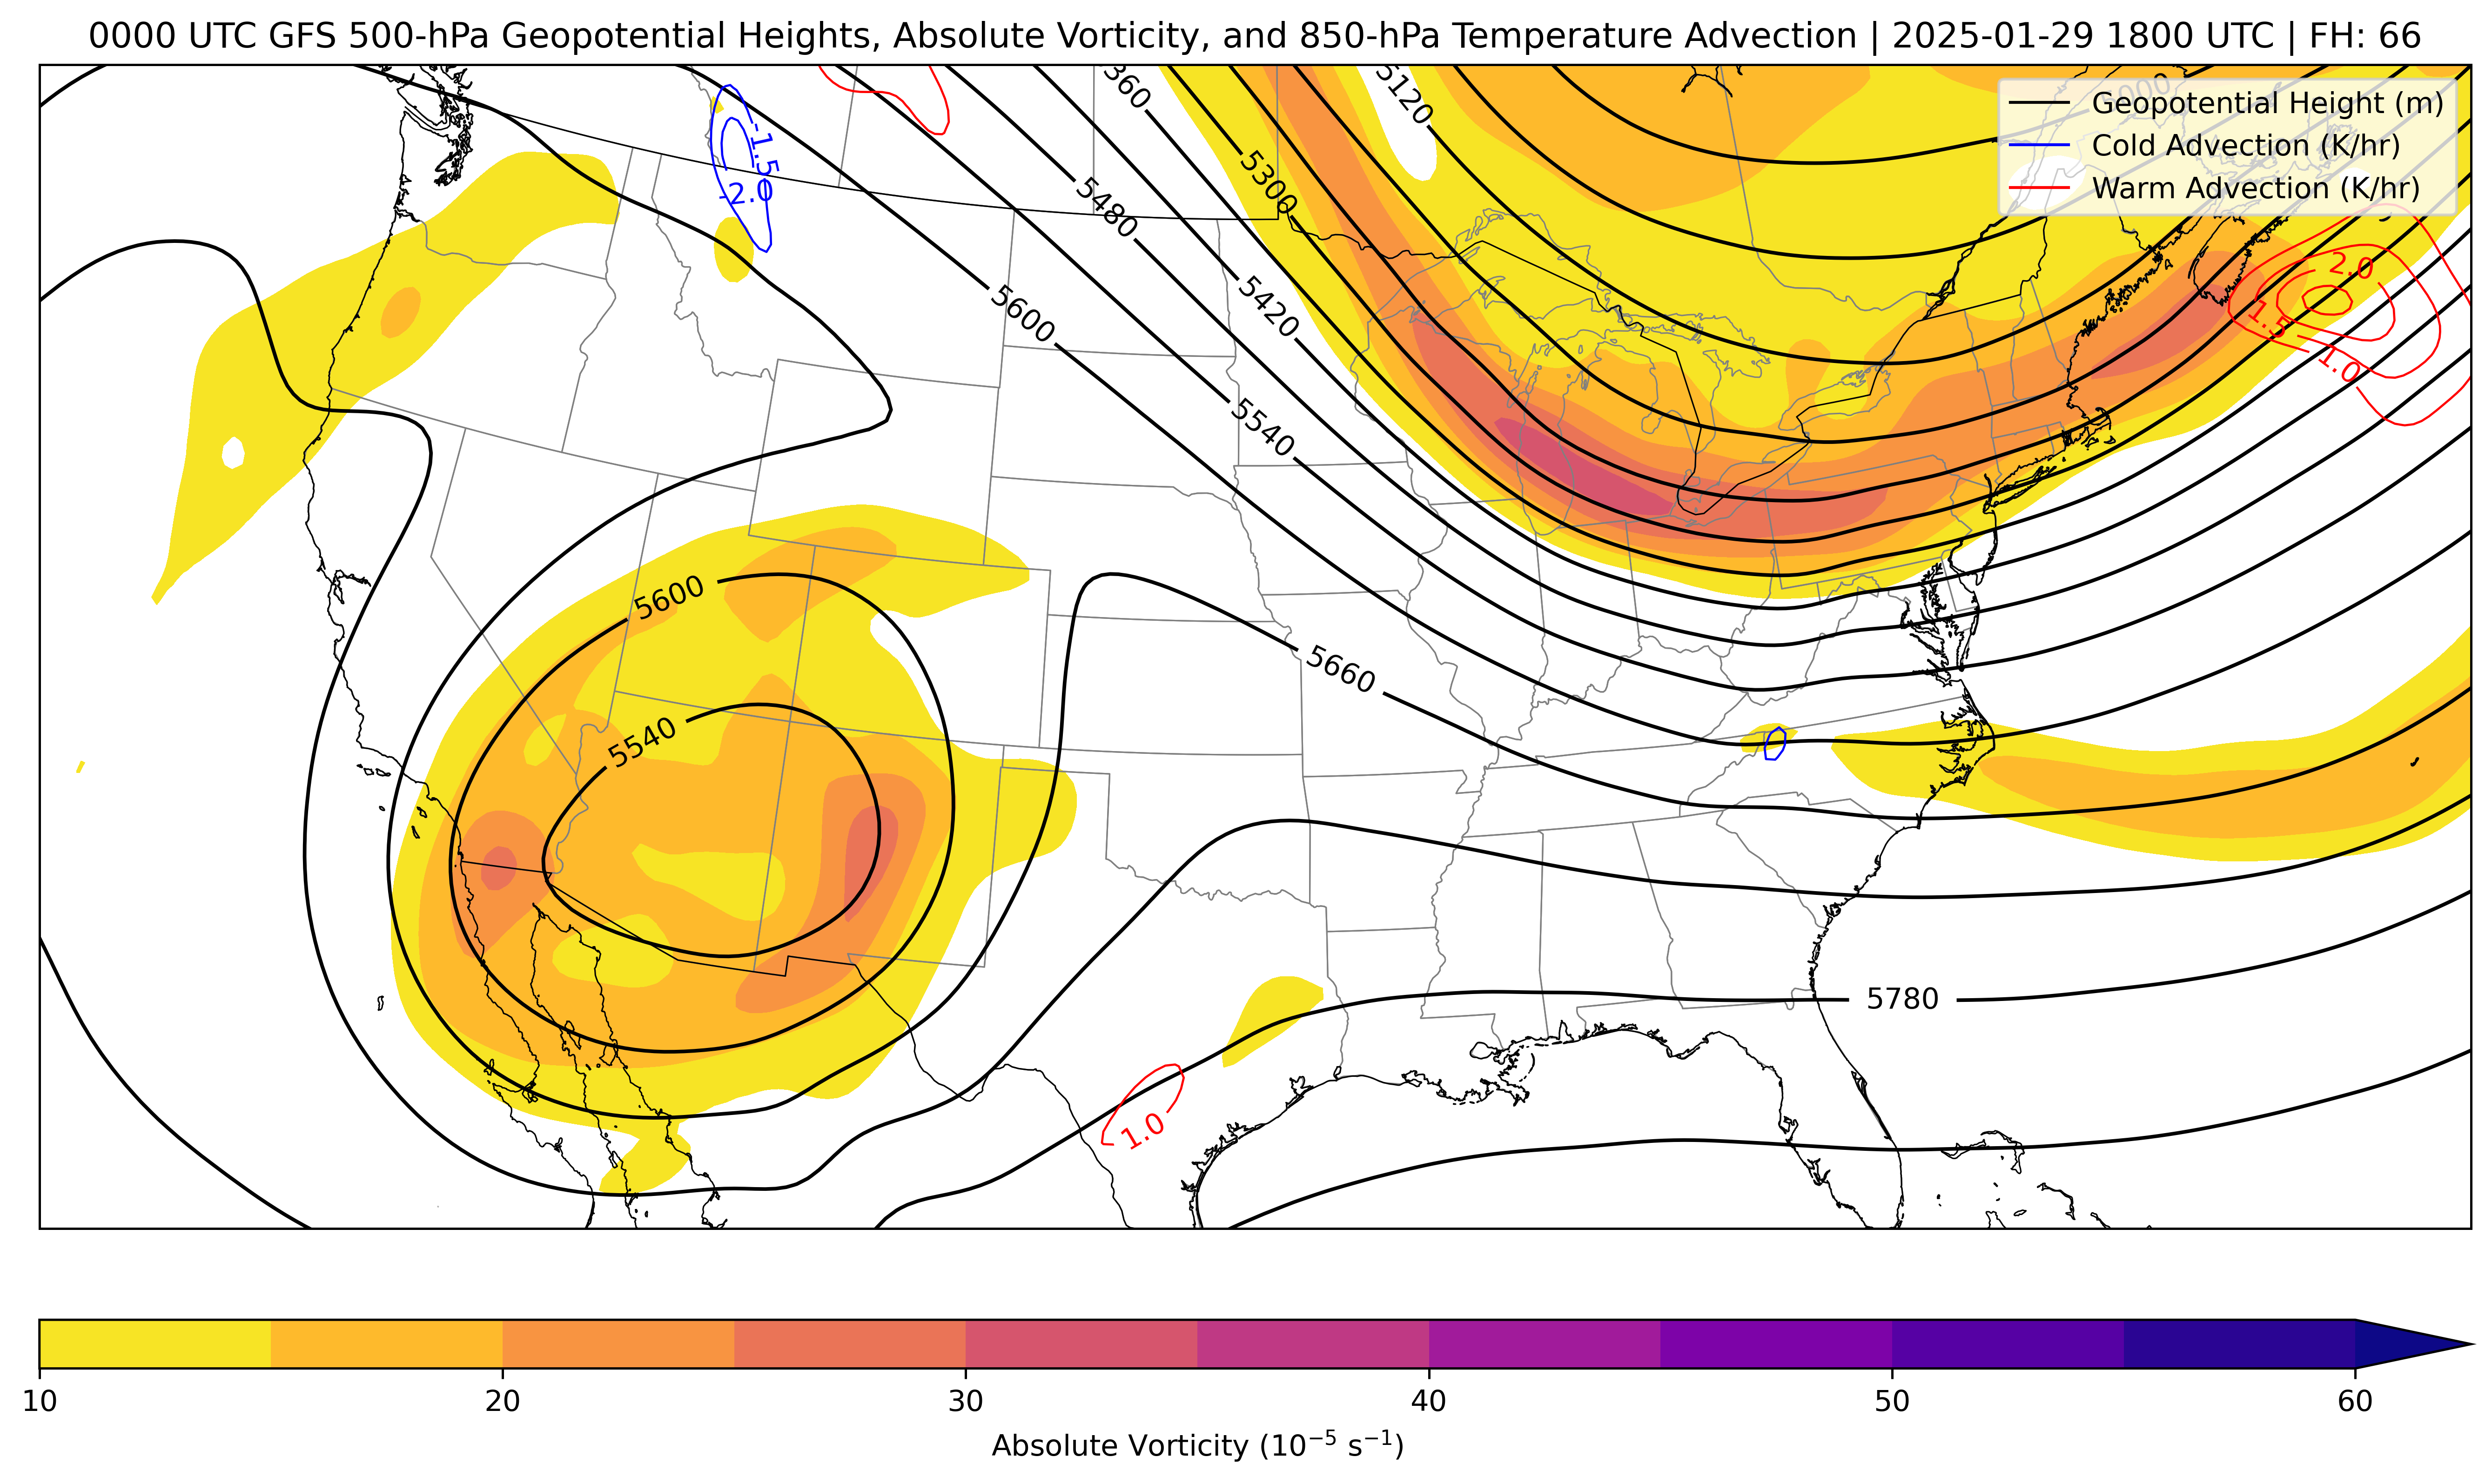 0000 UTC GFS 500-hPa Geopotential Heights, Absolute Vorticity, and 850-hPa Temperature Advection | 2025-01-29 1800 UTC | FH: 66
Geopotential Height (m)
Cold Advection (K/hr)
Warm Advection (K/hr)
5000
5120
5300
5480
5420
5600
5540
-1.5
-2.0
2.0
1.5
1.0
5600
5660
5540
5780
1.0
10 20 30 40 50 60
Absolute Vorticity (10⁻⁵ s⁻¹)